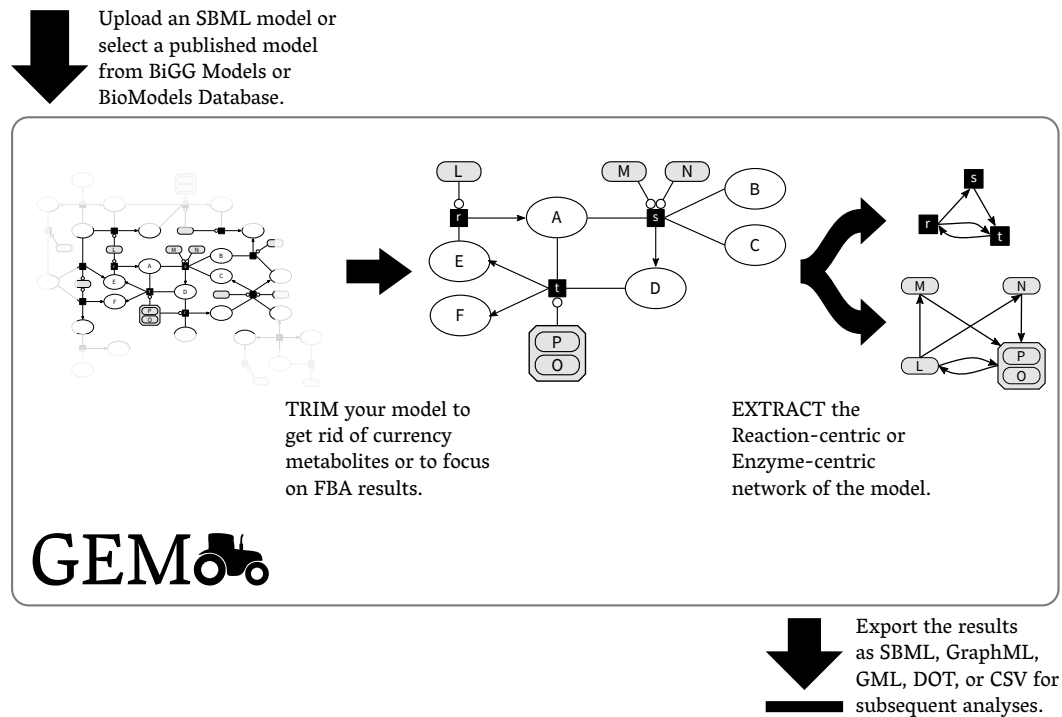 Upload an SBML model or
select a published model
from BiGG Models or
BioModels Database.
L
M
N
B
r
A
s
C
E
t
D
F
P
O
s
r
t
M
N
P
L
O
L
M
N
A
B
E
C
F
D
P
O
TRIM your model to
get rid of currency
metabolites or to focus
on FBA results.
EXTRACT the
Reaction-centric or
Enzyme-centric
network of the model.
GEM
Export the results
as SBML, GraphML,
GML, DOT, or CSV for
subsequent analyses.